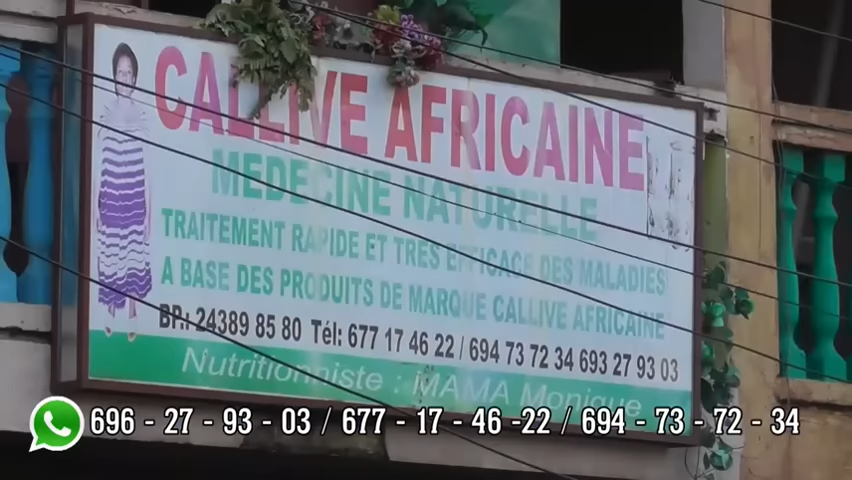 CALLIVE AFRICAINE
MEDECINE NATURELLE
TRAITEMENT RAPIDE ET TRES EFFICAGE DES MALADIES
A BASE DES PRODUITS DE MARQUE CALLIVE AFRICAINE
BP.: 24389 85 80 Tél: 677 17 46 22 / 694 73 72 34 693 27 93 03
Nutritionniste : MAMA Monique
696 - 27 - 93 - 03 / 677 - 17 - 46 -22 / 694 - 73 - 72 - 34